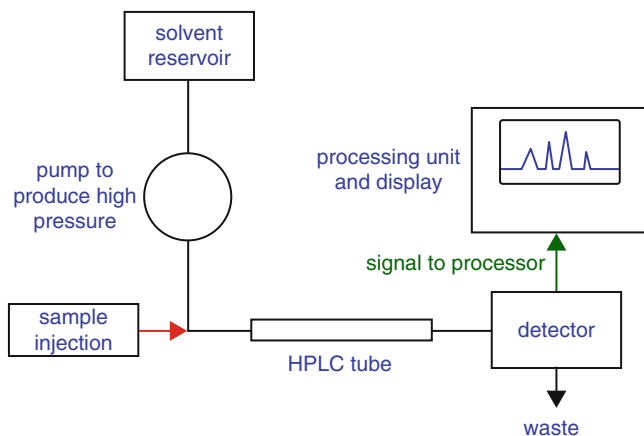 solvent
reservoir
pump to
produce high
pressure
processing unit
and display
signal to processor
sample
injection
HPLC tube
detector
waste